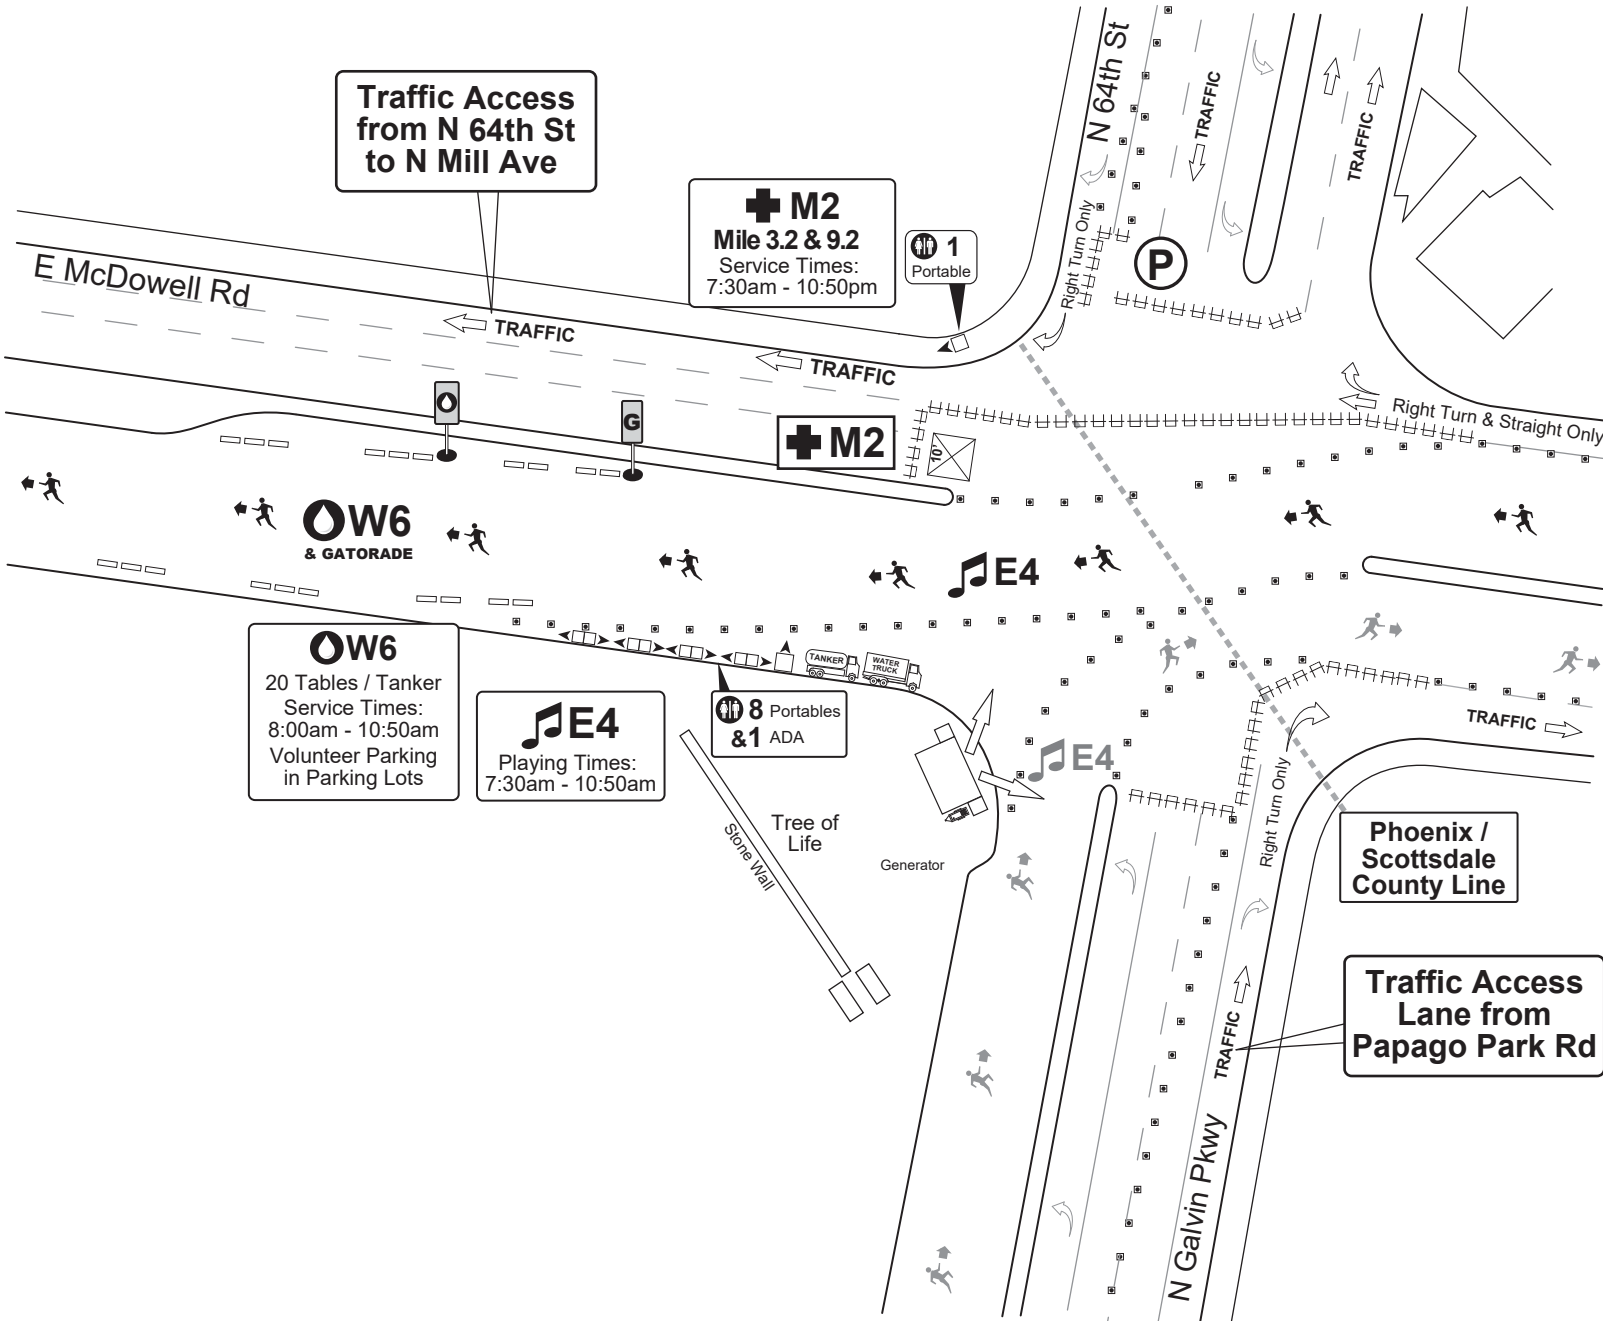 Traffic Access
from N 64th St
to N Mill Ave
N 64th St
TRAFFIC
TRAFFIC
M2
Mile 3.2 & 9.2
Service Times:
7:30am - 10:50pm
1
Portable
Right Turn Only
P
E McDowell Rd
TRAFFIC
TRAFFIC
G
M2
10'
Right Turn & Straight Only
W6
& GATORADE
E4
W6
20 Tables / Tanker
Service Times:
8:00am - 10:50am
Volunteer Parking
in Parking Lots
E4
Playing Times:
7:30am - 10:50am
8 Portables
&1 ADA
TANKER
WATER
TRUCK
E4
TRAFFIC
Right Turn Only
Tree of
Life
Stone Wall
Generator
Phoenix /
Scottsdale
County Line
Traffic Access
Lane from
Papago Park Rd
TRAFFIC
N Galvin Pkwy